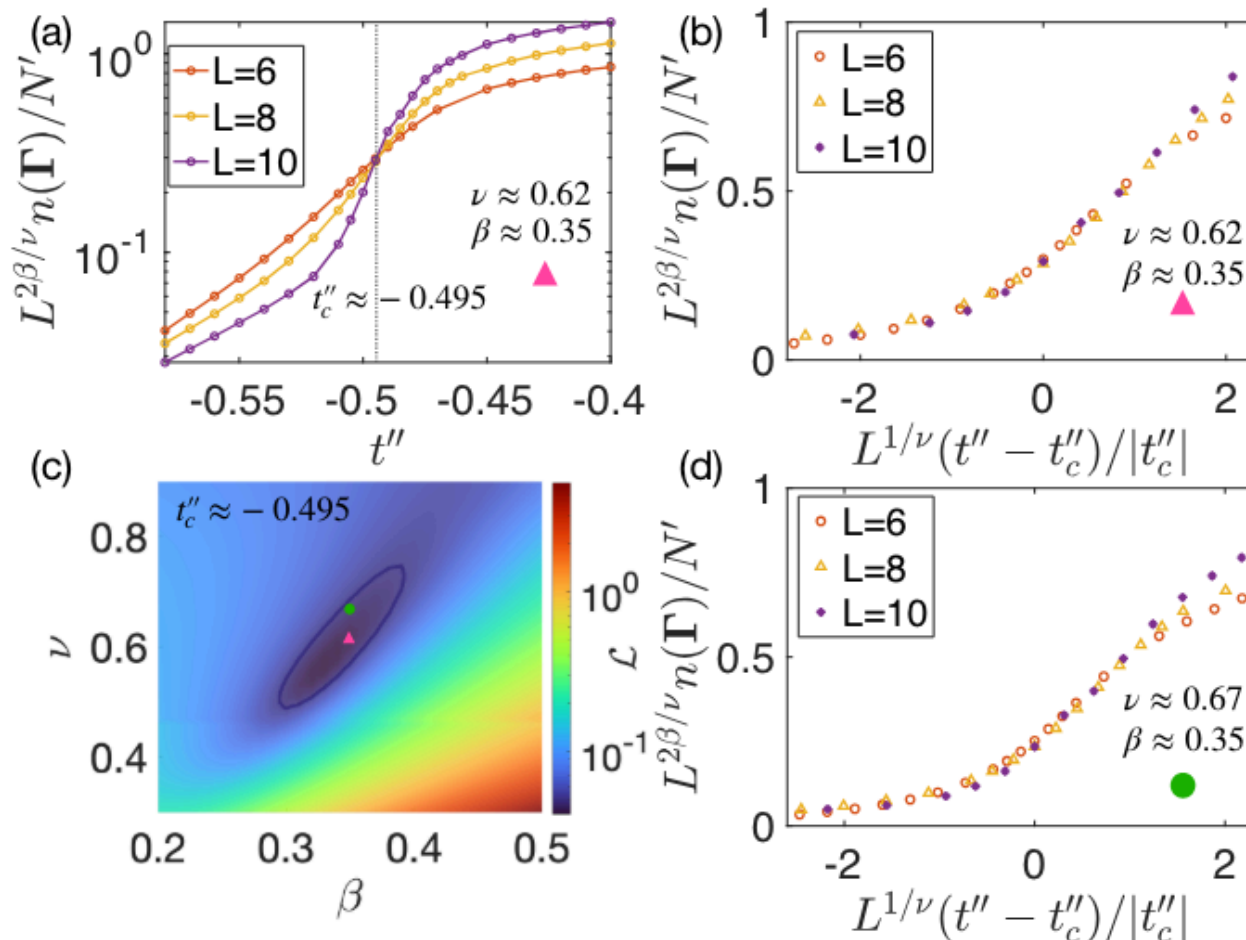 (a)
L^{2β/ν}n(Γ)/N′
10^0
10^{-1}
L=6
L=8
L=10
ν ≈ 0.62
β ≈ 0.35
t″_c ≈ − 0.495
-0.55 -0.5 -0.45 -0.4
t″
(b)
L^{2β/ν}n(Γ)/N′
1
0.5
0
L=6
L=8
L=10
ν ≈ 0.62
β ≈ 0.35
-2 0 2
L^{1/ν}(t″ − t″_c)/|t″_c|
(c)
t″_c ≈ − 0.495
ν
0.8
0.6
0.4
0.2 0.3 0.4 0.5
β
10^0
10^{-1}
ℒ
(d)
L^{2β/ν}n(Γ)/N′
1
0.5
0
L=6
L=8
L=10
ν ≈ 0.67
β ≈ 0.35
-2 0 2
L^{1/ν}(t″ − t″_c)/|t″_c|